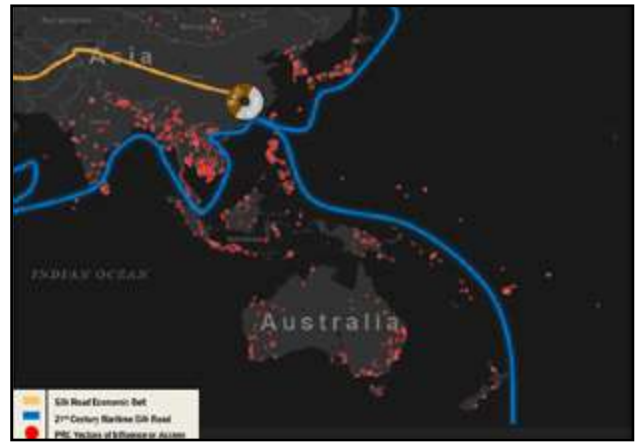 Asia
INDIAN OCEAN
Australia
Silk Road Economic Belt
21st Century Maritime Silk Road
PRC Vectors of Influence or Access